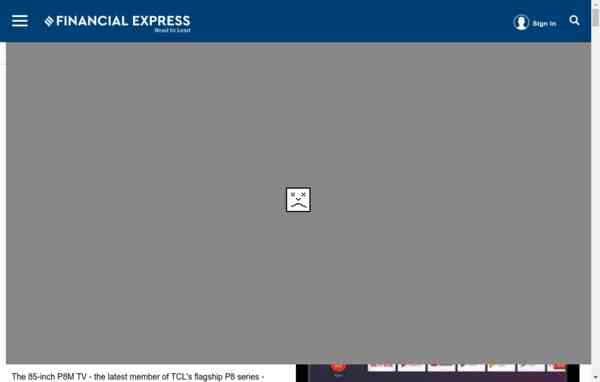 FINANCIAL EXPRESS
Read to Lead
Sign In
The 85-inch P8M TV - the latest member of TCL's flagship P8 series -